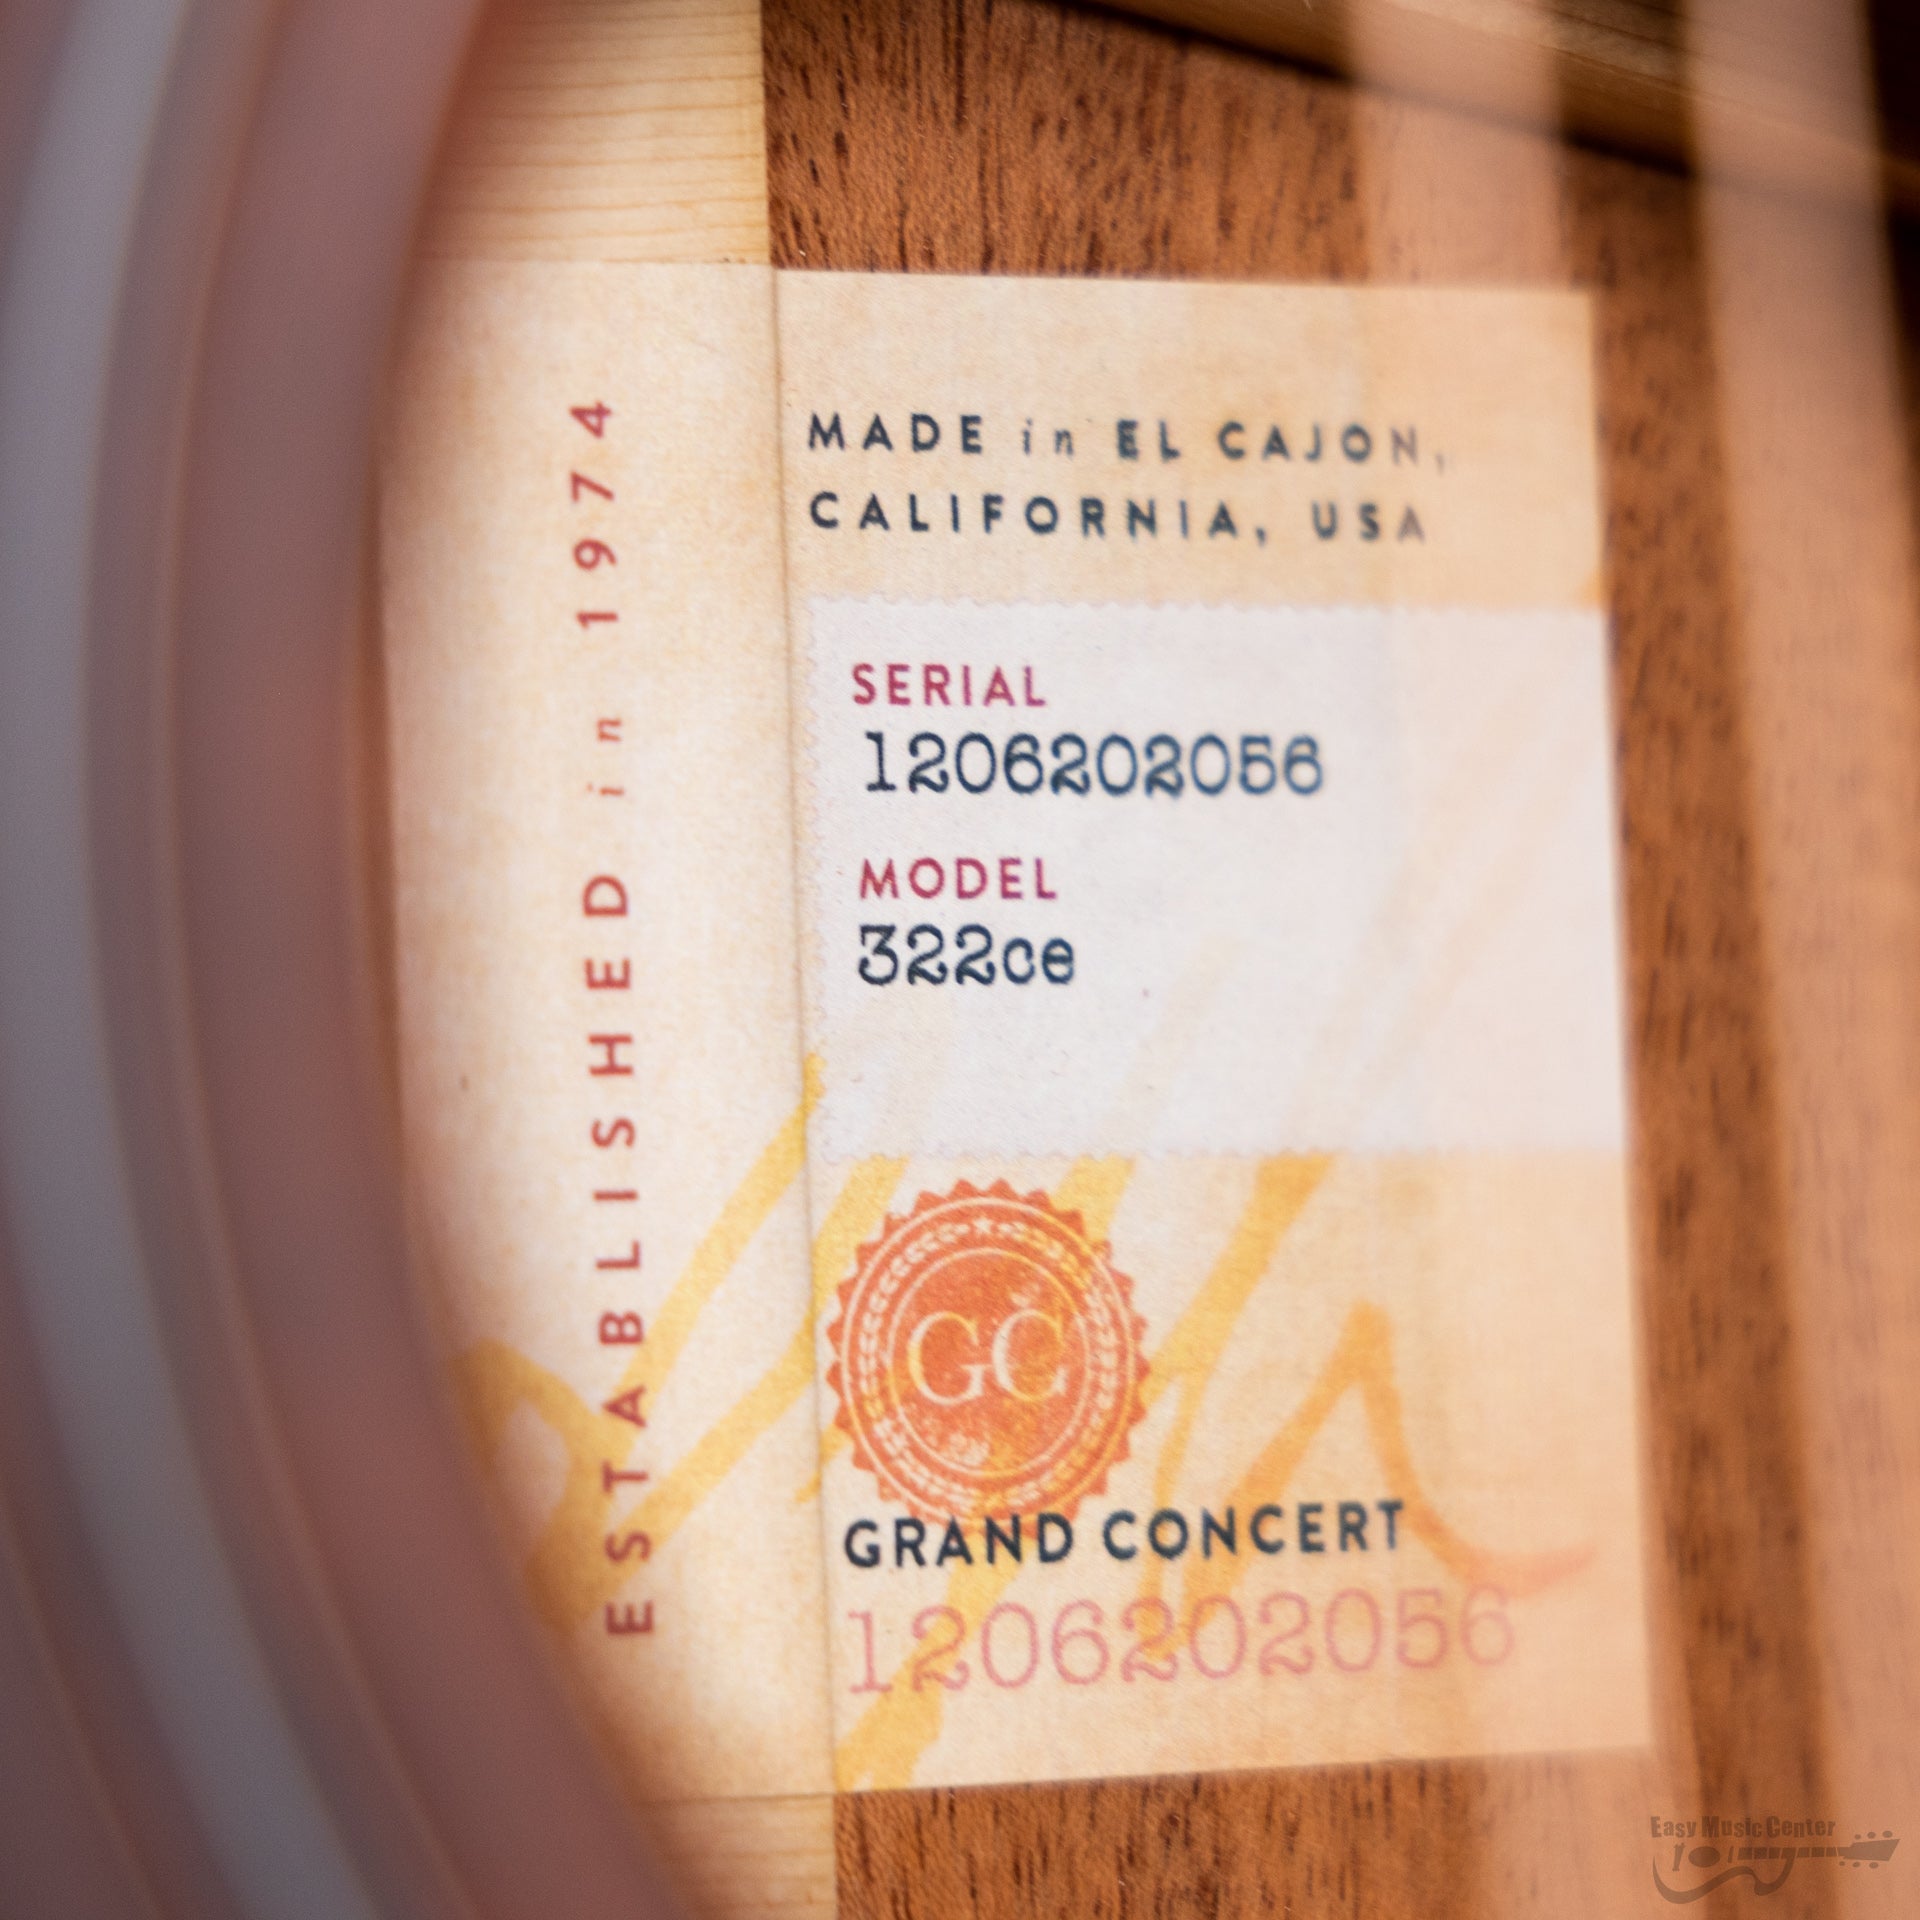 ESTABLISHED in 1974
MADE in EL CAJON,
CALIFORNIA, USA
SERIAL
1206202056
MODEL
322ce
GC
GRAND CONCERT
1206202056
Easy Music Center